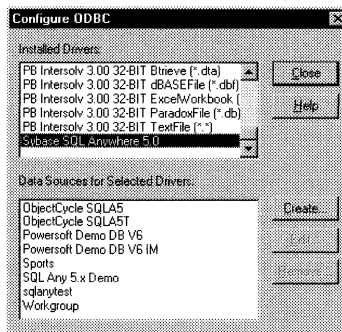 Configure ODBC
Installed Drivers:
PB Intersolv 3.00 32-BIT Btrieve (*.dta)
PB Intersolv 3.00 32-BIT dBASEFile (*.dbf)
PB Intersolv 3.00 32-BIT ExcelWorkbook (
PB Intersolv 3.00 32-BIT ParadoxFile (*.db)
PB Intersolv 3.00 32-BIT TextFile (*.*)
Sybase SQL Anywhere 5.0
Close
Help
Data Sources for Selected Drivers:
ObjectCycle SQLA5
ObjectCycle SQLA5T
Powersoft Demo DB V6
Powersoft Demo DB V6 IM
Sports
SQL Any 5.x Demo
sqlanytest
Workgroup
Create...
Edit...
Remove